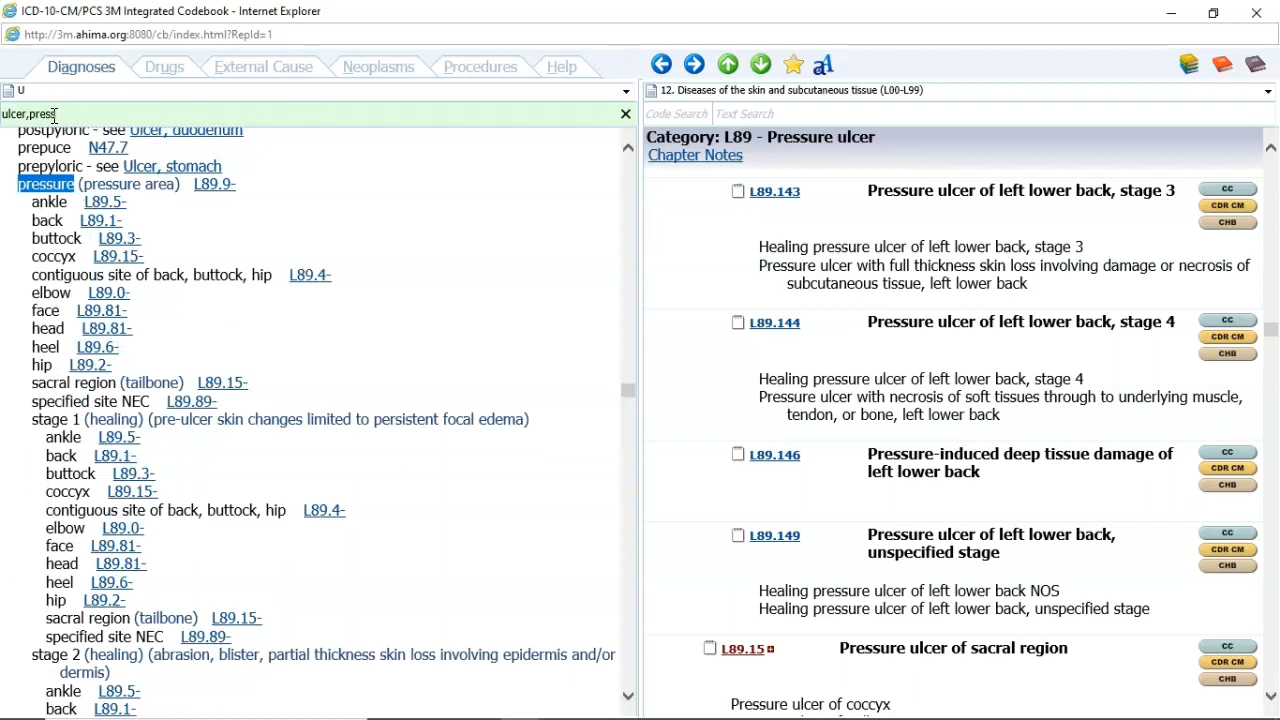 ICD-10-CM/PCS 3M Integrated Codebook - Internet Explorer
http://3m.ahima.org:8080/cb/index.html?RepId=1
Diagnoses Drugs External Cause Neoplasms Procedures Help
U
ulcer,press
postpyloric - see Ulcer, duodenum
prepuce N47.7
prepyloric - see Ulcer, stomach
pressure (pressure area) L89.9-
ankle L89.5-
back L89.1-
buttock L89.3-
coccyx L89.15-
contiguous site of back, buttock, hip L89.4-
elbow L89.0-
face L89.81-
head L89.81-
heel L89.6-
hip L89.2-
sacral region (tailbone) L89.15-
specified site NEC L89.89-
stage 1 (healing) (pre-ulcer skin changes limited to persistent focal edema)
ankle L89.5-
back L89.1-
buttock L89.3-
coccyx L89.15-
contiguous site of back, buttock, hip L89.4-
elbow L89.0-
face L89.81-
head L89.81-
heel L89.6-
hip L89.2-
sacral region (tailbone) L89.15-
specified site NEC L89.89-
stage 2 (healing) (abrasion, blister, partial thickness skin loss involving epidermis and/or
dermis)
ankle L89.5-
back L89.1-
12. Diseases of the skin and subcutaneous tissue (L00-L99)
Code Search Text Search
Category: L89 - Pressure ulcer
Chapter Notes
L89.143 Pressure ulcer of left lower back, stage 3 CC
CDR CM
CHB
Healing pressure ulcer of left lower back, stage 3
Pressure ulcer with full thickness skin loss involving damage or necrosis of
subcutaneous tissue, left lower back
L89.144 Pressure ulcer of left lower back, stage 4 CC
CDR CM
CHB
Healing pressure ulcer of left lower back, stage 4
Pressure ulcer with necrosis of soft tissues through to underlying muscle,
tendon, or bone, left lower back
L89.146 Pressure-induced deep tissue damage of CC
left lower back CDR CM
CHB
L89.149 Pressure ulcer of left lower back, CC
unspecified stage CDR CM
CHB
Healing pressure ulcer of left lower back NOS
Healing pressure ulcer of left lower back, unspecified stage
L89.15 Pressure ulcer of sacral region CC
CDR CM
CHB
Pressure ulcer of coccyx